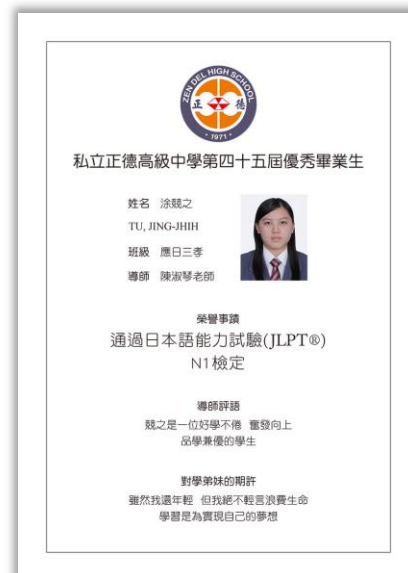 ZEN DEL HIGH SCHOOL
正 德
· 1971 ·
私立正德高級中學第四十五屆優秀畢業生
姓名 涂競之
TU, JING-JHIH
班級 應日三孝
導師 陳淑琴老師
榮譽事蹟
通過日本語能力試驗(JLPT®)
N1檢定
導師評語
競之是一位好學不倦 奮發向上
品學兼優的學生
對學弟妹的期許
雖然我還年輕 但我絕不輕言浪費生命
學習是為實現自己的夢想